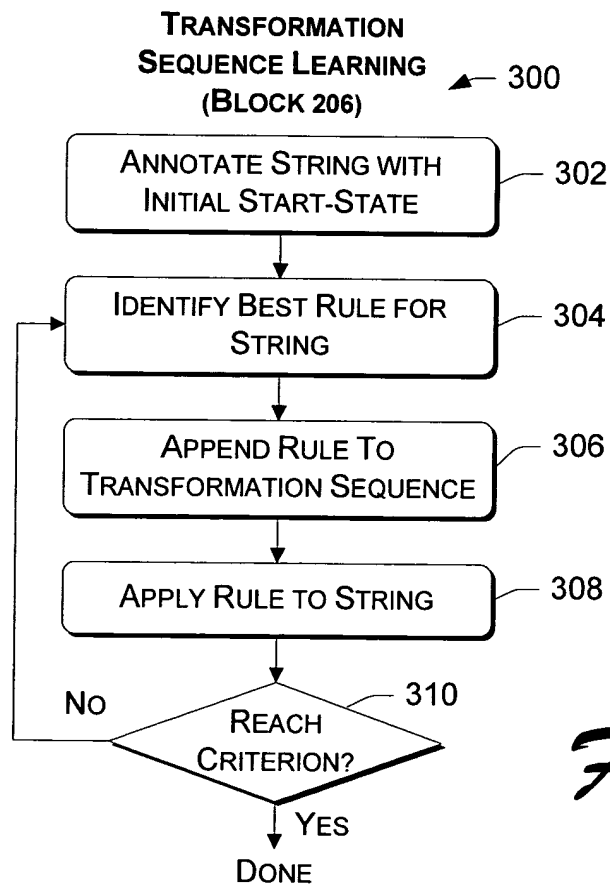 TRANSFORMATION
SEQUENCE LEARNING
(BLOCK 206)
300
ANNOTATE STRING WITH
INITIAL START-STATE
302
IDENTIFY BEST RULE FOR
STRING
304
APPEND RULE TO
TRANSFORMATION SEQUENCE
306
APPLY RULE TO STRING
308
310
NO
REACH
CRITERION?
YES
DONE